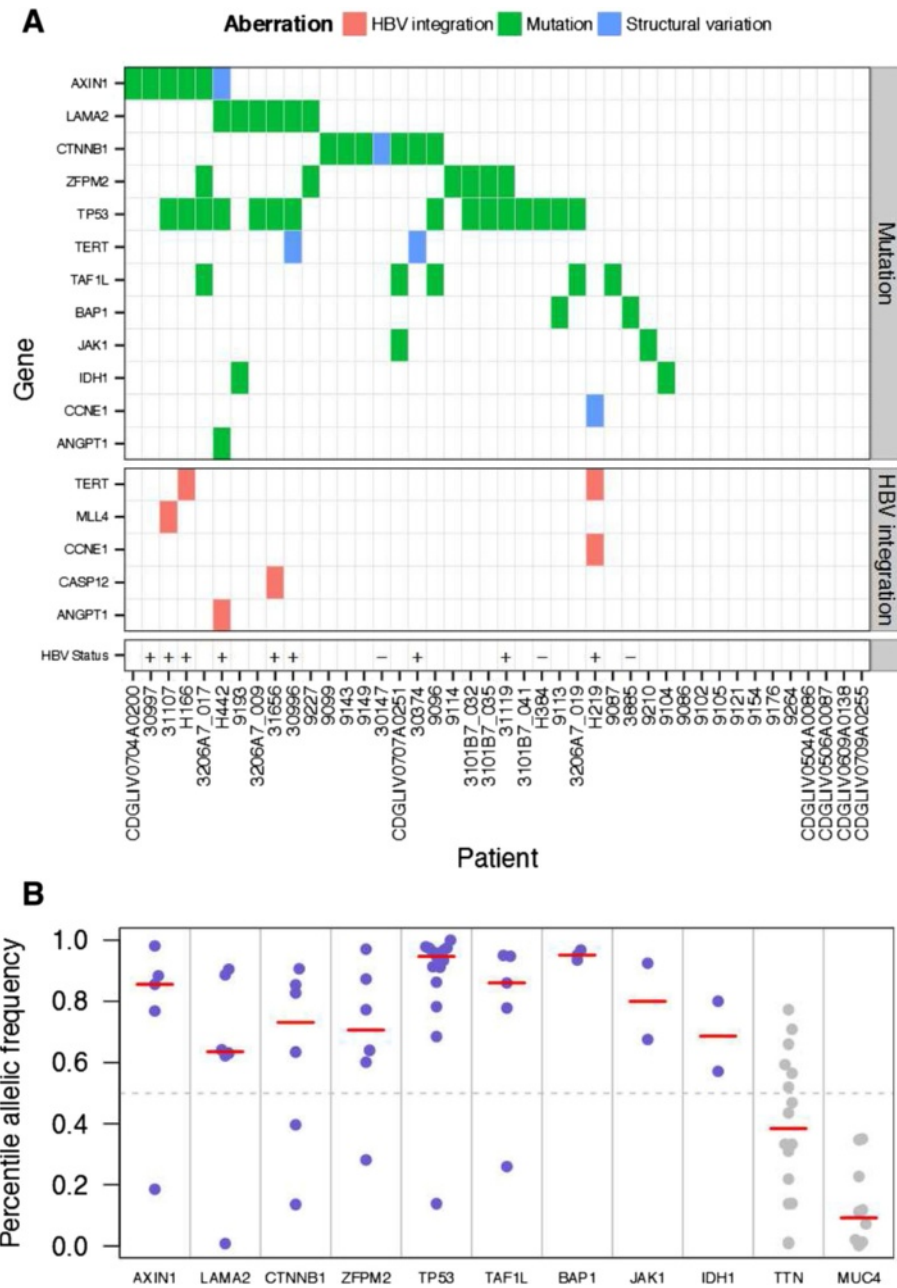 A
Aberration HBV integration Mutation Structural variation
AXIN1
LAMA2
CTNNB1
ZFPM2
TP53
TERT
TAF1L
BAP1
JAK1
IDH1
CCNE1
ANGPT1
Mutation
Gene
TERT
MLL4
CCNE1
CASP12
ANGPT1
HBV integration
HBV Status + + + + + + − + + − + −
CDGLIV0704A0200
30997
31107
H166
3206A7_017
H442
9193
3206A7_009
31656
30996
9227
9099
9143
9149
30147
CDGLIV0707A0251
30374
9096
9114
3101B7_032
3101B7_035
31119
3101B7_041
H384
9113
3206A7_019
H219
9087
3885
9210
9104
9086
9102
9105
9121
9154
9176
9264
CDGLIV0504A0086
CDGLIV0506A0087
CDGLIV0609A0138
CDGLIV0709A0255
Patient
B
Percentile allelic frequency
1.0
0.8
0.6
0.4
0.2
0.0
AXIN1 LAMA2 CTNNB1 ZFPM2 TP53 TAF1L BAP1 JAK1 IDH1 TTN MUC4